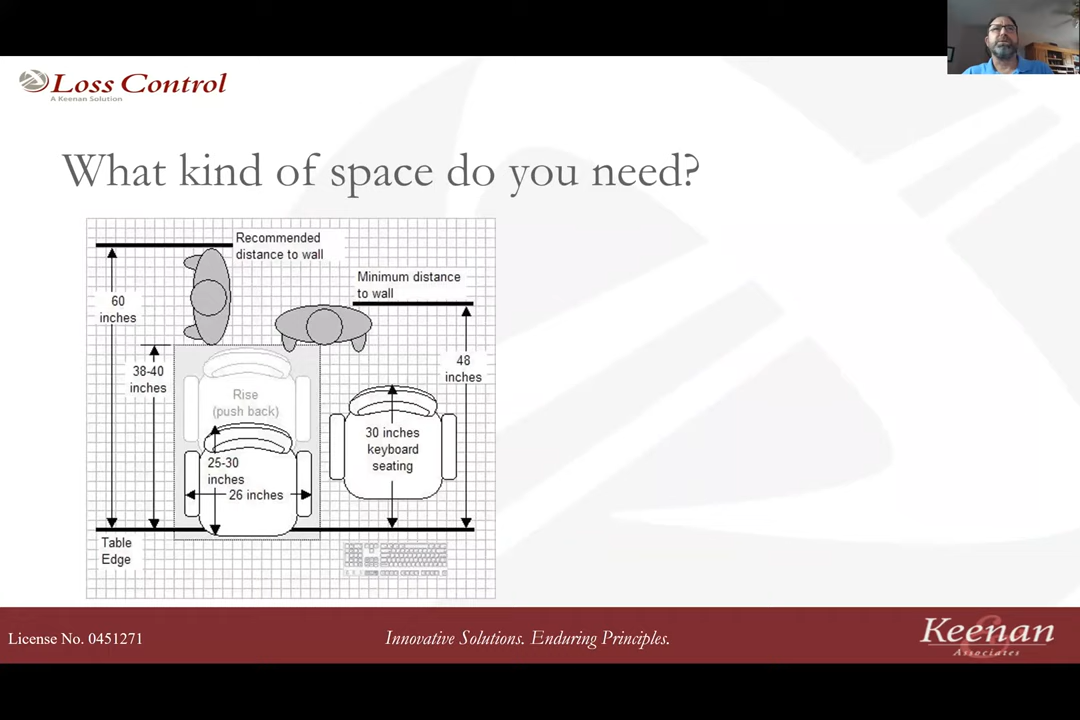 Loss Control
A Keenan Solution
What kind of space do you need?
Recommended
distance to wall
Minimum distance
to wall
60
inches
38-40
inches
48
inches
Rise
(push back)
30 inches
keyboard
seating
25-30
inches
26 inches
Table
Edge
License No. 0451271
Innovative Solutions. Enduring Principles.
Keenan
& Associates